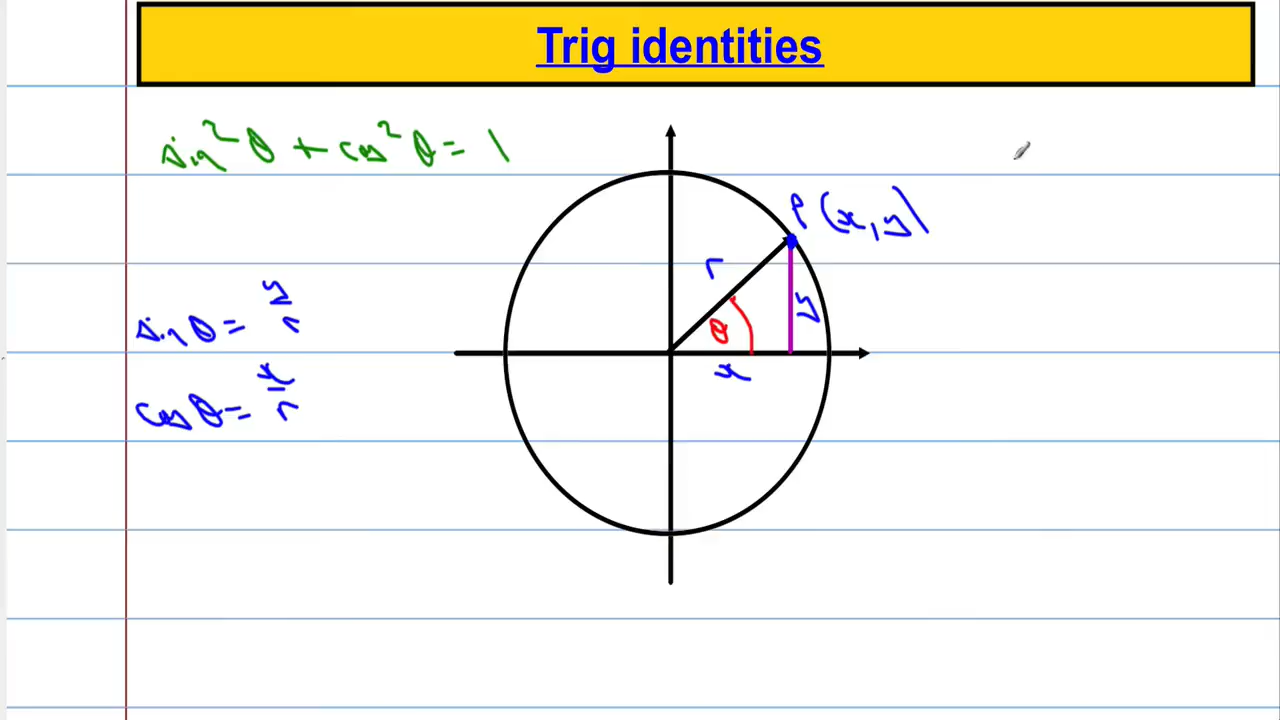 Trig identities
sin²θ + cos²θ = 1
P(x,y)
r
y
θ
x
sinθ = y/r
cosθ = x/r